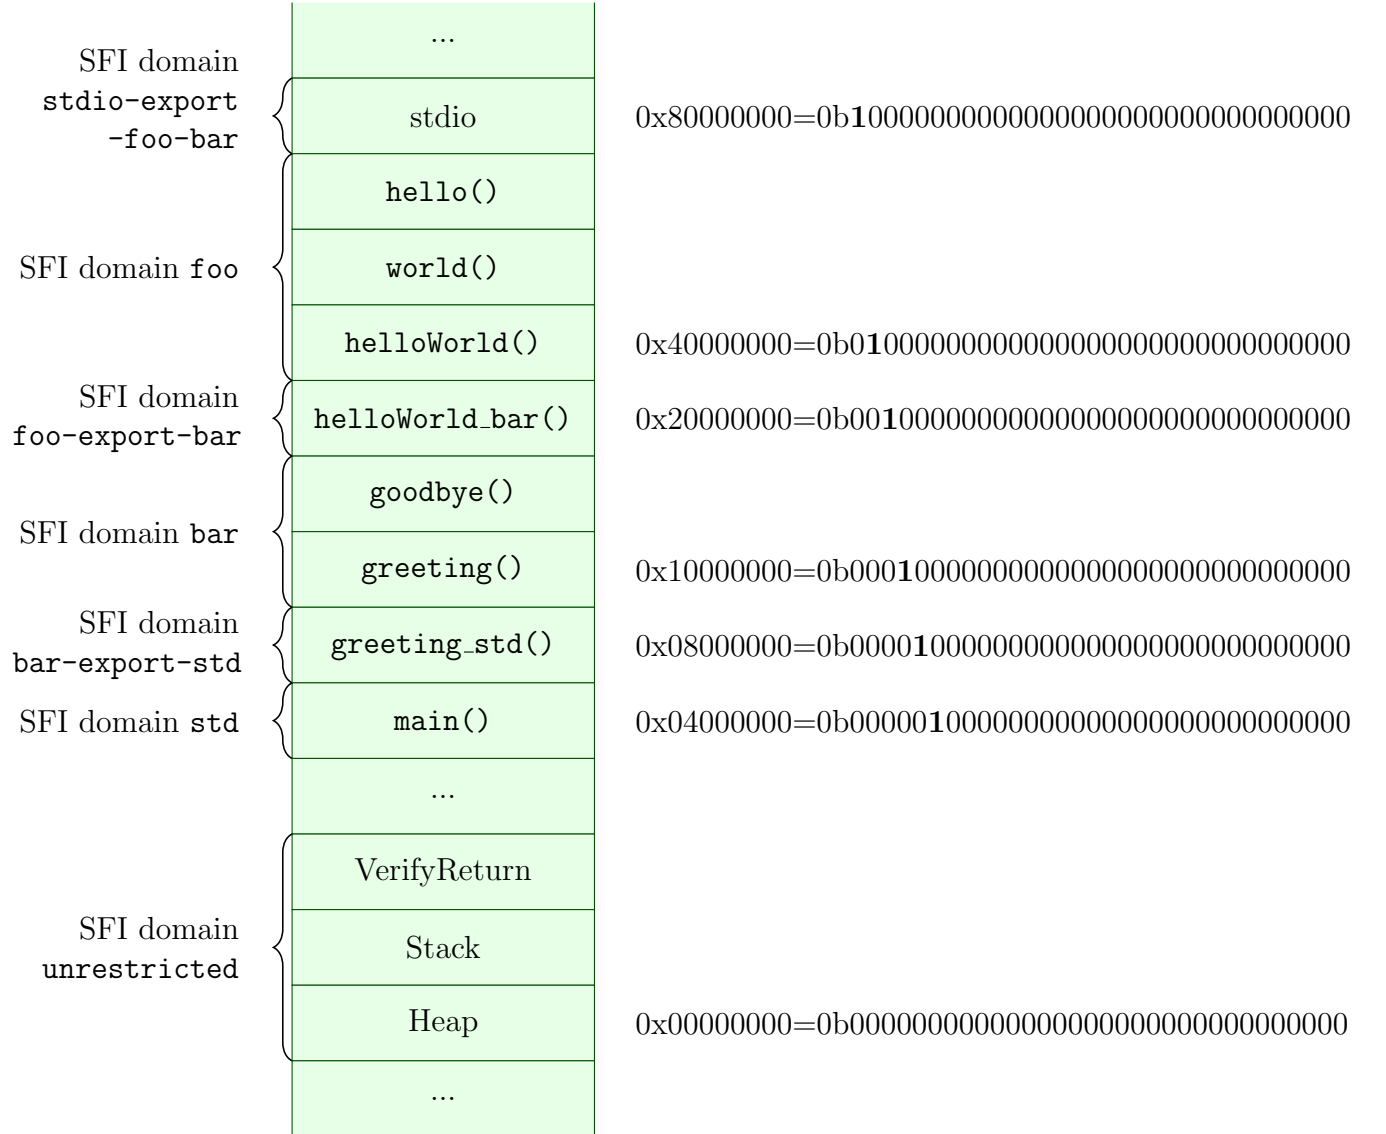 ...
SFI domain
stdio-export
-foo-bar
stdio
0x80000000=0b10000000000000000000000000000000
hello()
SFI domain foo
world()
helloWorld()
0x40000000=0b01000000000000000000000000000000
SFI domain
foo-export-bar
helloWorld_bar()
0x20000000=0b00100000000000000000000000000000
goodbye()
SFI domain bar
greeting()
0x10000000=0b00010000000000000000000000000000
SFI domain
bar-export-std
greeting_std()
0x08000000=0b00001000000000000000000000000000
SFI domain std
main()
0x04000000=0b00000100000000000000000000000000
...
VerifyReturn
SFI domain
unrestricted
Stack
Heap
0x00000000=0b00000000000000000000000000000000
...